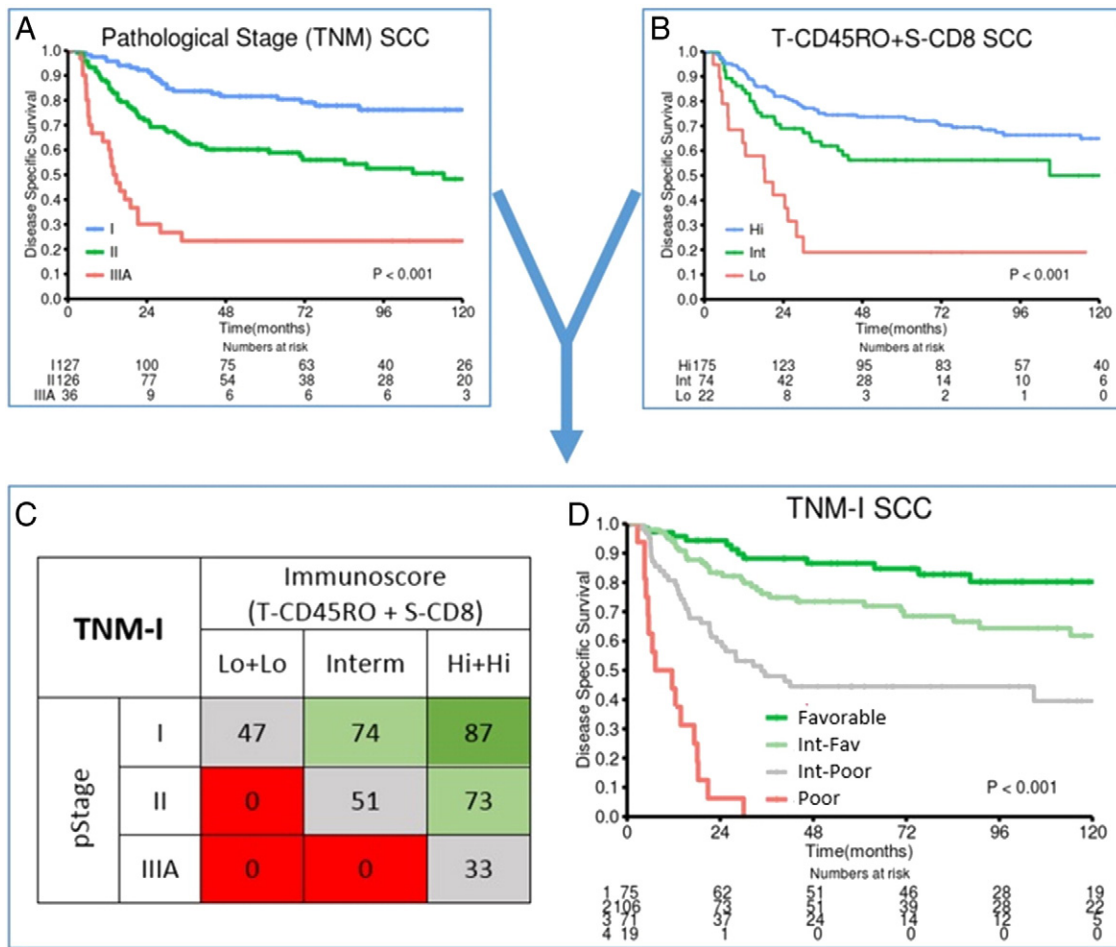 A
Pathological Stage (TNM) SCC
Disease Specific Survival
1.0
0.9
0.8
0.7
0.6
0.5
0.4
0.3
0.2
0.1
0.0
I
II
IIIA
P < 0.001
0 24 48 72 96 120
Time(months)
Numbers at risk
I 127 100 75 63 40 26
II 126 77 54 38 28 20
IIIA 36 9 6 6 6 3
B
T-CD45RO+S-CD8 SCC
Disease Specific Survival
1.0
0.9
0.8
0.7
0.6
0.5
0.4
0.3
0.2
0.1
0.0
Hi
Int
Lo
P < 0.001
0 24 48 72 96 120
Time(months)
Numbers at risk
Hi 175 123 95 83 57 40
Int 74 42 28 14 10 6
Lo 22 8 3 2 1 0
C
TNM-I
Immunoscore
(T-CD45RO + S-CD8)
Lo+Lo Interm Hi+Hi
pStage
I 47 74 87
II 0 51 73
IIIA 0 0 33
D
TNM-I SCC
Disease Specific Survival
1.0
0.9
0.8
0.7
0.6
0.5
0.4
0.3
0.2
0.1
0.0
Favorable
Int-Fav
Int-Poor
Poor
P < 0.001
0 24 48 72 96 120
Time(months)
Numbers at risk
1 75 62 51 46 28 19
2 106 73 51 39 28 22
3 71 37 24 14 12 5
4 19 1 0 0 0 0